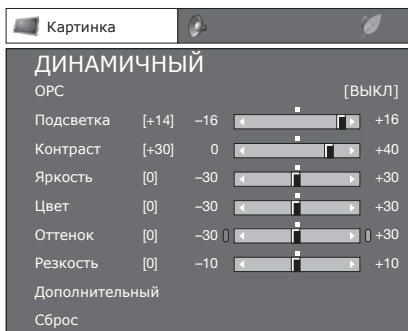 Картинка
ДИНАМИЧНЫЙ
OPC [ВЫКЛ]
Подсветка [+14] –16 +16
Контраст [+30] 0 +40
Яркость [0] –30 +30
Цвет [0] –30 +30
Оттенок [0] –30 +30
Резкость [0] –10 +10
Дополнительный
Сброс